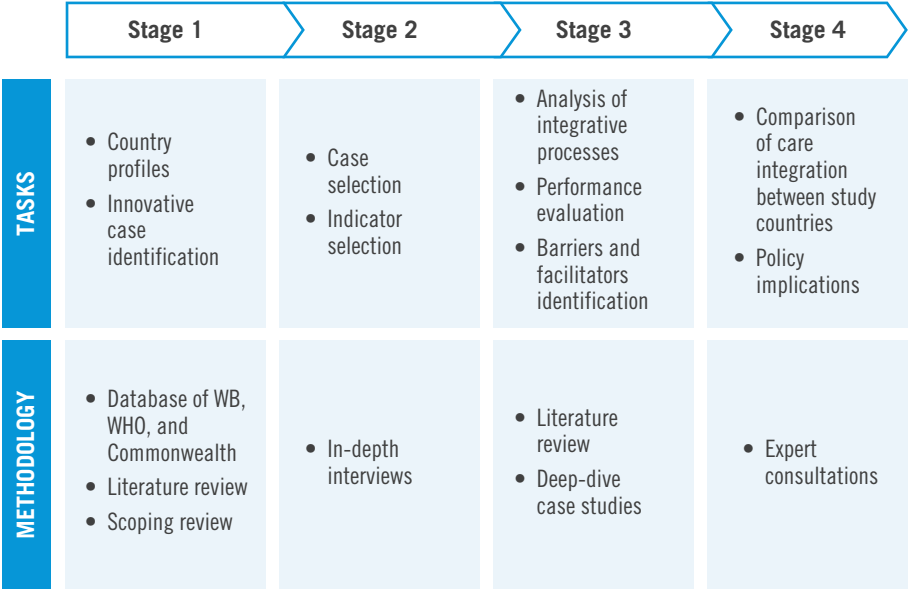 Stage 1
Stage 2
Stage 3
Stage 4
TASKS
• Country
profiles
• Innovative
case
identification
• Case
selection
• Indicator
selection
• Analysis of
integrative
processes
• Performance
evaluation
• Barriers and
facilitators
identification
• Comparison
of care
integration
between study
countries
• Policy
implications
METHODOLOGY
• Database of WB,
WHO, and
Commonwealth
• Literature review
• Scoping review
• In-depth
interviews
• Literature
review
• Deep-dive
case studies
• Expert
consultations